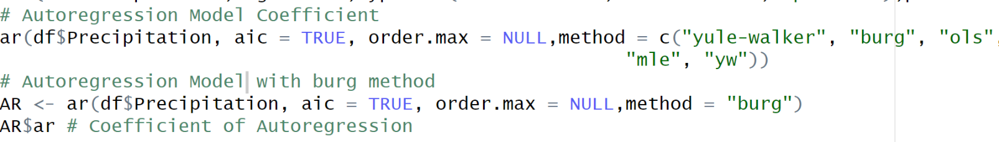 # Autoregression Model Coefficient
ar(df$Precipitation, aic = TRUE, order.max = NULL,method = c("yule-walker", "burg", "ols",
"mle", "yw"))
# Autoregression Model with burg method
AR <- ar(df$Precipitation, aic = TRUE, order.max = NULL,method = "burg")
AR$ar # Coefficient of Autoregression